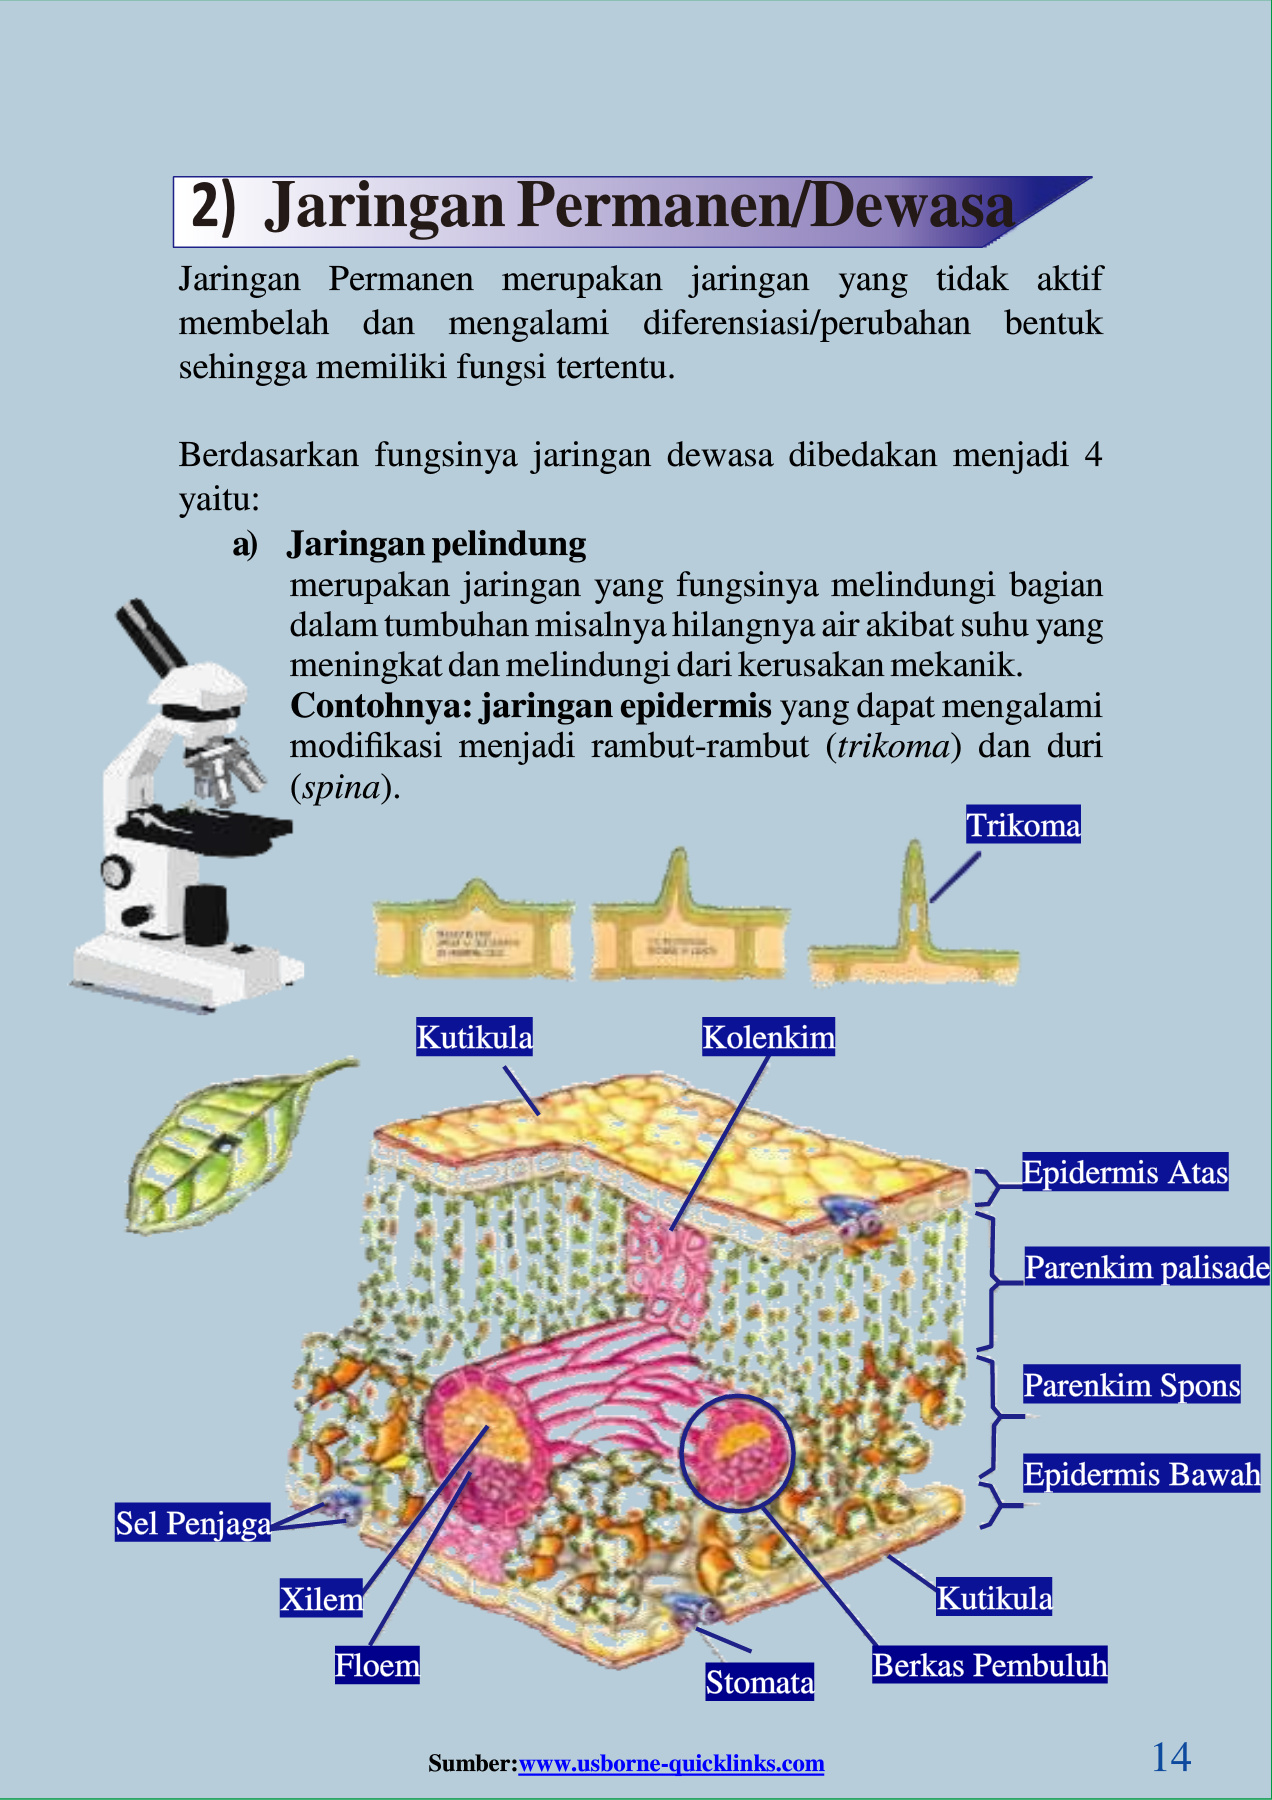 2) Jaringan Permanen/Dewasa
Jaringan Permanen merupakan jaringan yang tidak aktif
membelah dan mengalami diferensiasi/perubahan bentuk
sehingga memiliki fungsi tertentu.
Berdasarkan fungsinya jaringan dewasa dibedakan menjadi 4
yaitu:
a) Jaringan pelindung
merupakan jaringan yang fungsinya melindungi bagian
dalam tumbuhan misalnya hilangnya air akibat suhu yang
meningkat dan melindungi dari kerusakan mekanik.
Contohnya: jaringan epidermis yang dapat mengalami
modifikasi menjadi rambut-rambut (trikoma) dan duri
(spina).
Trikoma
Kutikula
Kolenkim
Epidermis Atas
Parenkim palisade
Parenkim Spons
Epidermis Bawah
Sel Penjaga
Xilem
Kutikula
Floem
Stomata
Berkas Pembuluh
Sumber:www.usborne-quicklinks.com
14